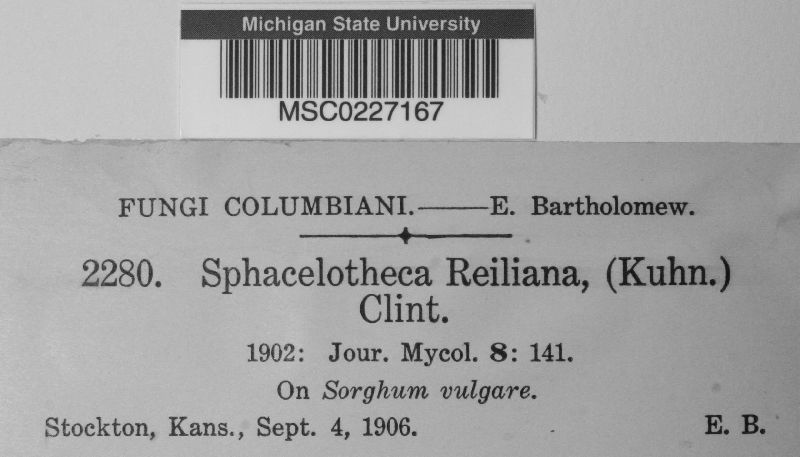 Michigan State University
MSC0227167
FUNGI COLUMBIANI.——E. Bartholomew.
2280. Sphacelotheca Reiliana, (Kuhn.)
Clint.
1902: Jour. Mycol. 8: 141.
On Sorghum vulgare.
Stockton, Kans., Sept. 4, 1906. E. B.